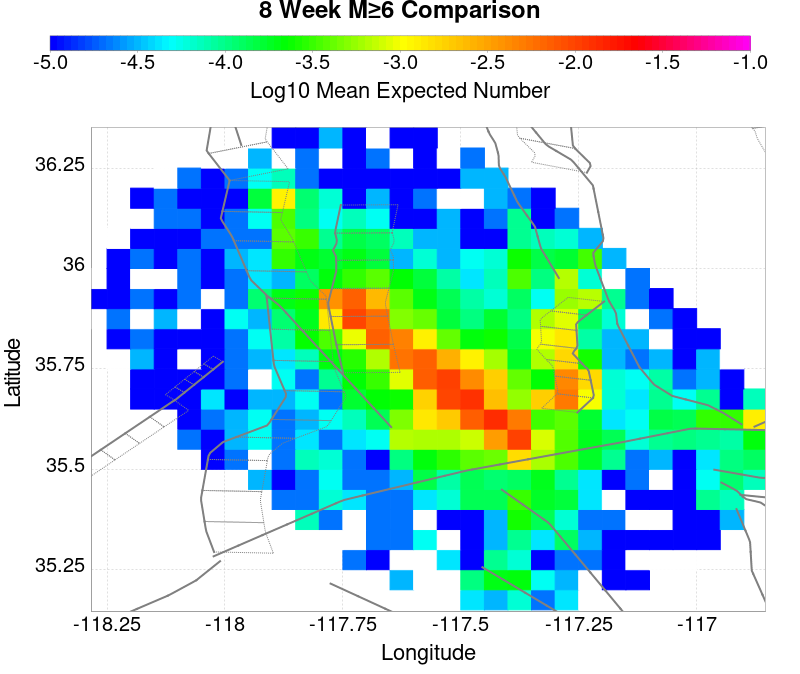 8 Week M≥6 Comparison
-5.0 -4.5 -4.0 -3.5 -3.0 -2.5 -2.0 -1.5 -1.0
Log10 Mean Expected Number
36.25
36
35.75
35.5
35.25
Latitude
-118.25 -118 -117.75 -117.5 -117.25 -117
Longitude